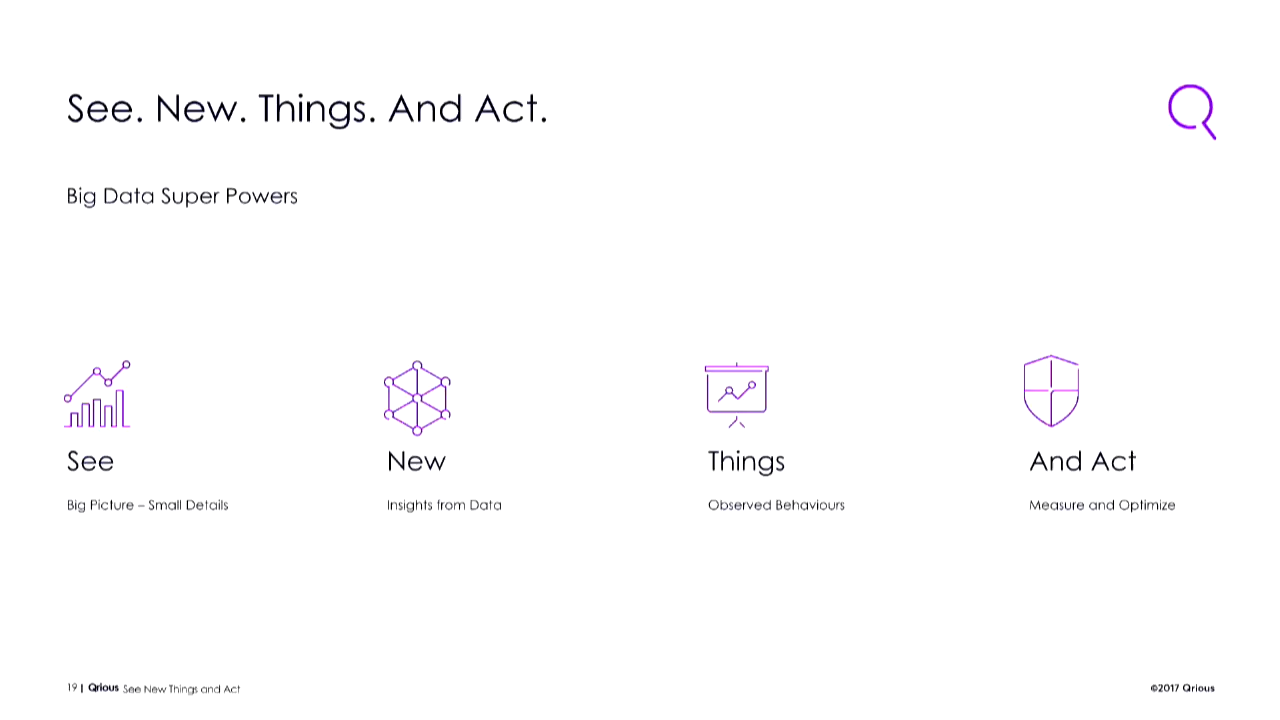 See. New. Things. And Act.
Big Data Super Powers
See
Big Picture – Small Details
New
Insights from Data
Things
Observed Behaviours
And Act
Measure and Optimize
19 | Qrious See New Things and Act
©2017 Qrious